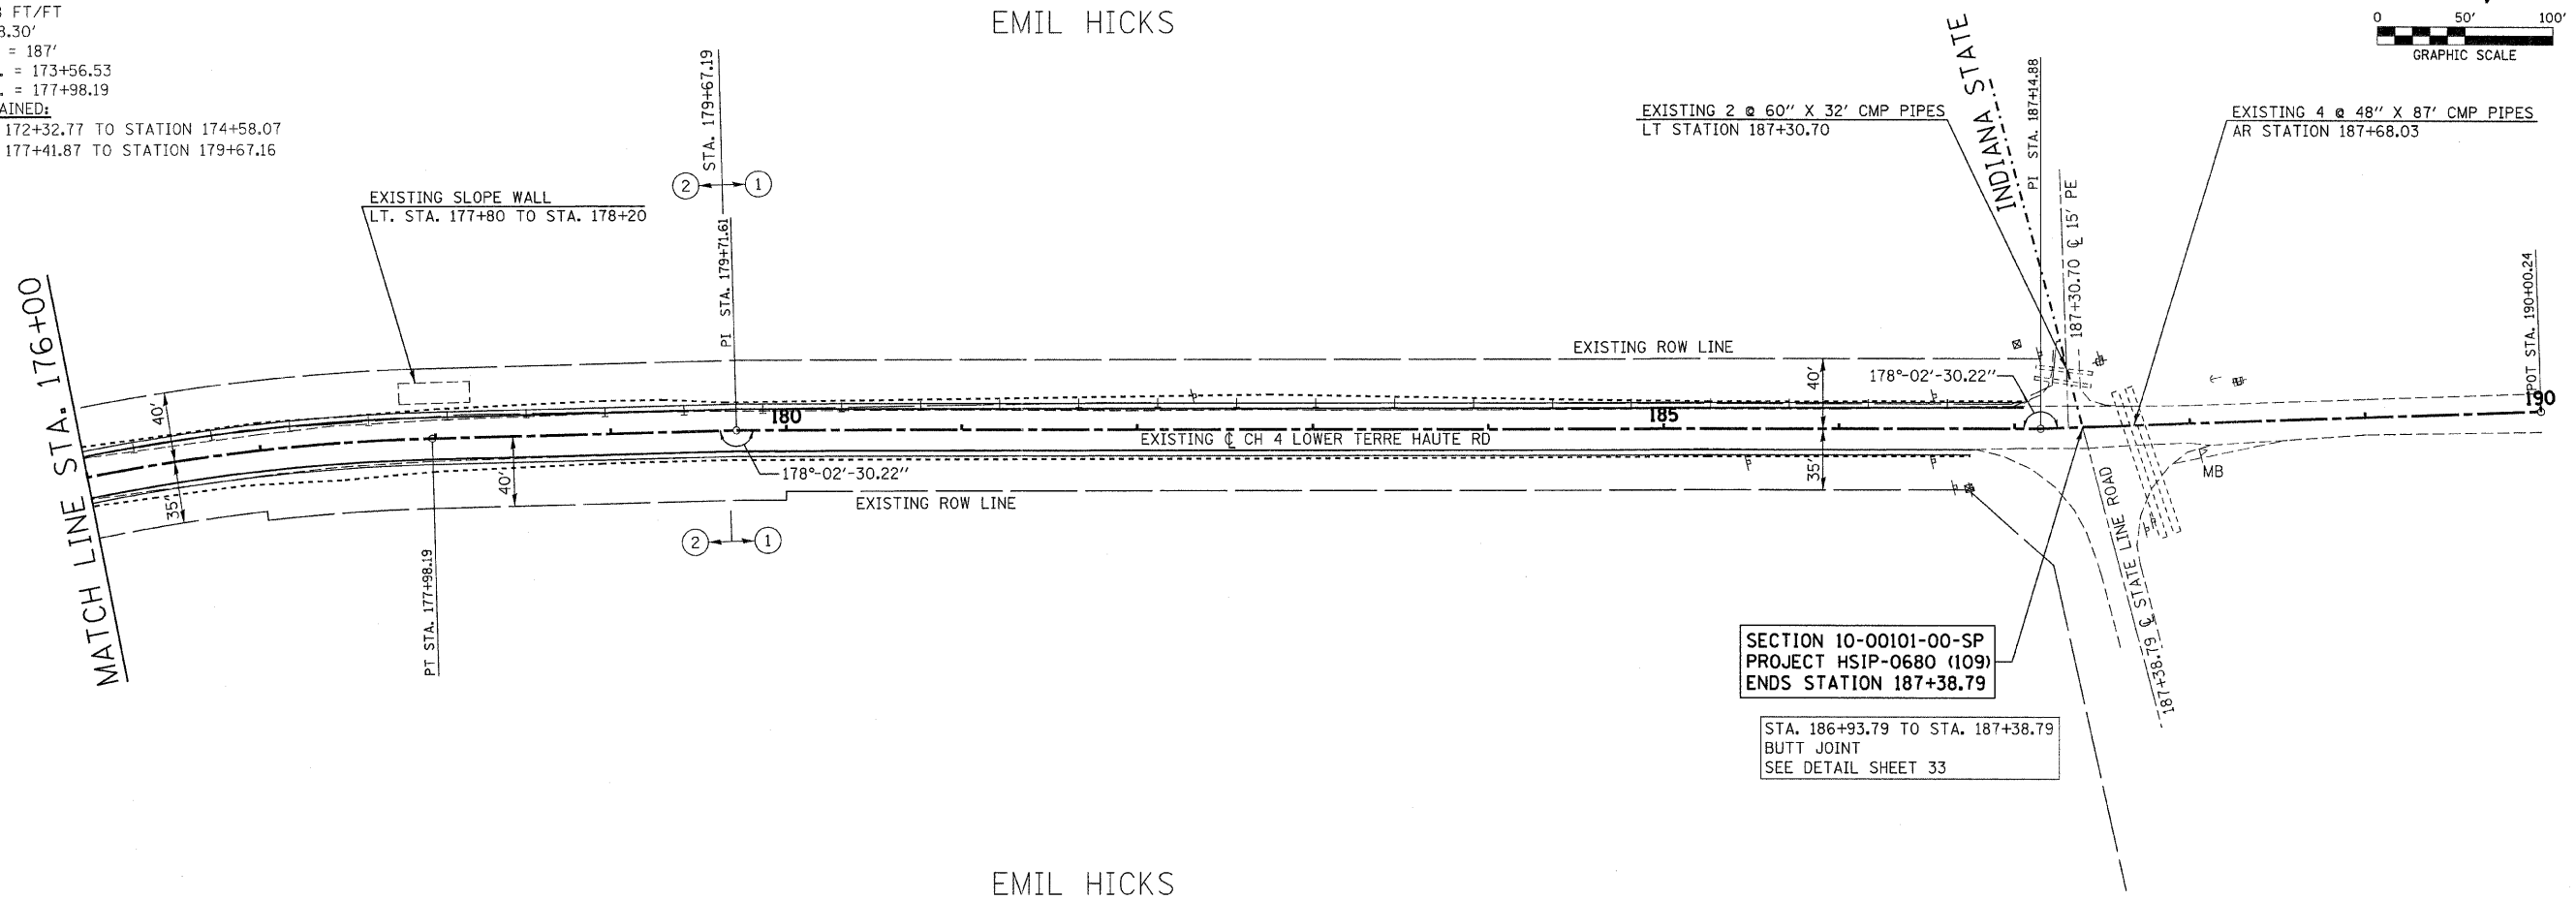 FT/FT
= 187'
= 173+56.53
= 177+98.19
AINED:
172+32.77 TO STATION 174+58.07
177+41.87 TO STATION 179+67.16
EMIL HICKS
0 50' 100'
GRAPHIC SCALE
STA. 179+67.19
2 1
PI STA. 179+71.61
EXISTING SLOPE WALL
LT. STA. 177+80 TO STA. 178+20
INDIANA STATE
PI STA. 187+14.88
EXISTING 2 @ 60" X 32' CMP PIPES
LT STATION 187+30.70
EXISTING 4 @ 48" X 87' CMP PIPES
AR STATION 187+68.03
187+30.70 ℄ 15' PE
POT STA. 190+00.24
MATCH LINE STA. 176+00
EXISTING ROW LINE
40'
40'
178°-02'-30.22"
180
185
190
EXISTING ℄ CH 4 LOWER TERRE HAUTE RD
178°-02'-30.22"
40'
35'
35'
EXISTING ROW LINE
MB
2 1
PT STA. 177+98.19
STATE LINE ROAD
187+38.79 ℄ STATE LINE ROAD
SECTION 10-00101-00-SP
PROJECT HSIP-0680 (109)
ENDS STATION 187+38.79
STA. 186+93.79 TO STA. 187+38.79
BUTT JOINT
SEE DETAIL SHEET 33
EMIL HICKS